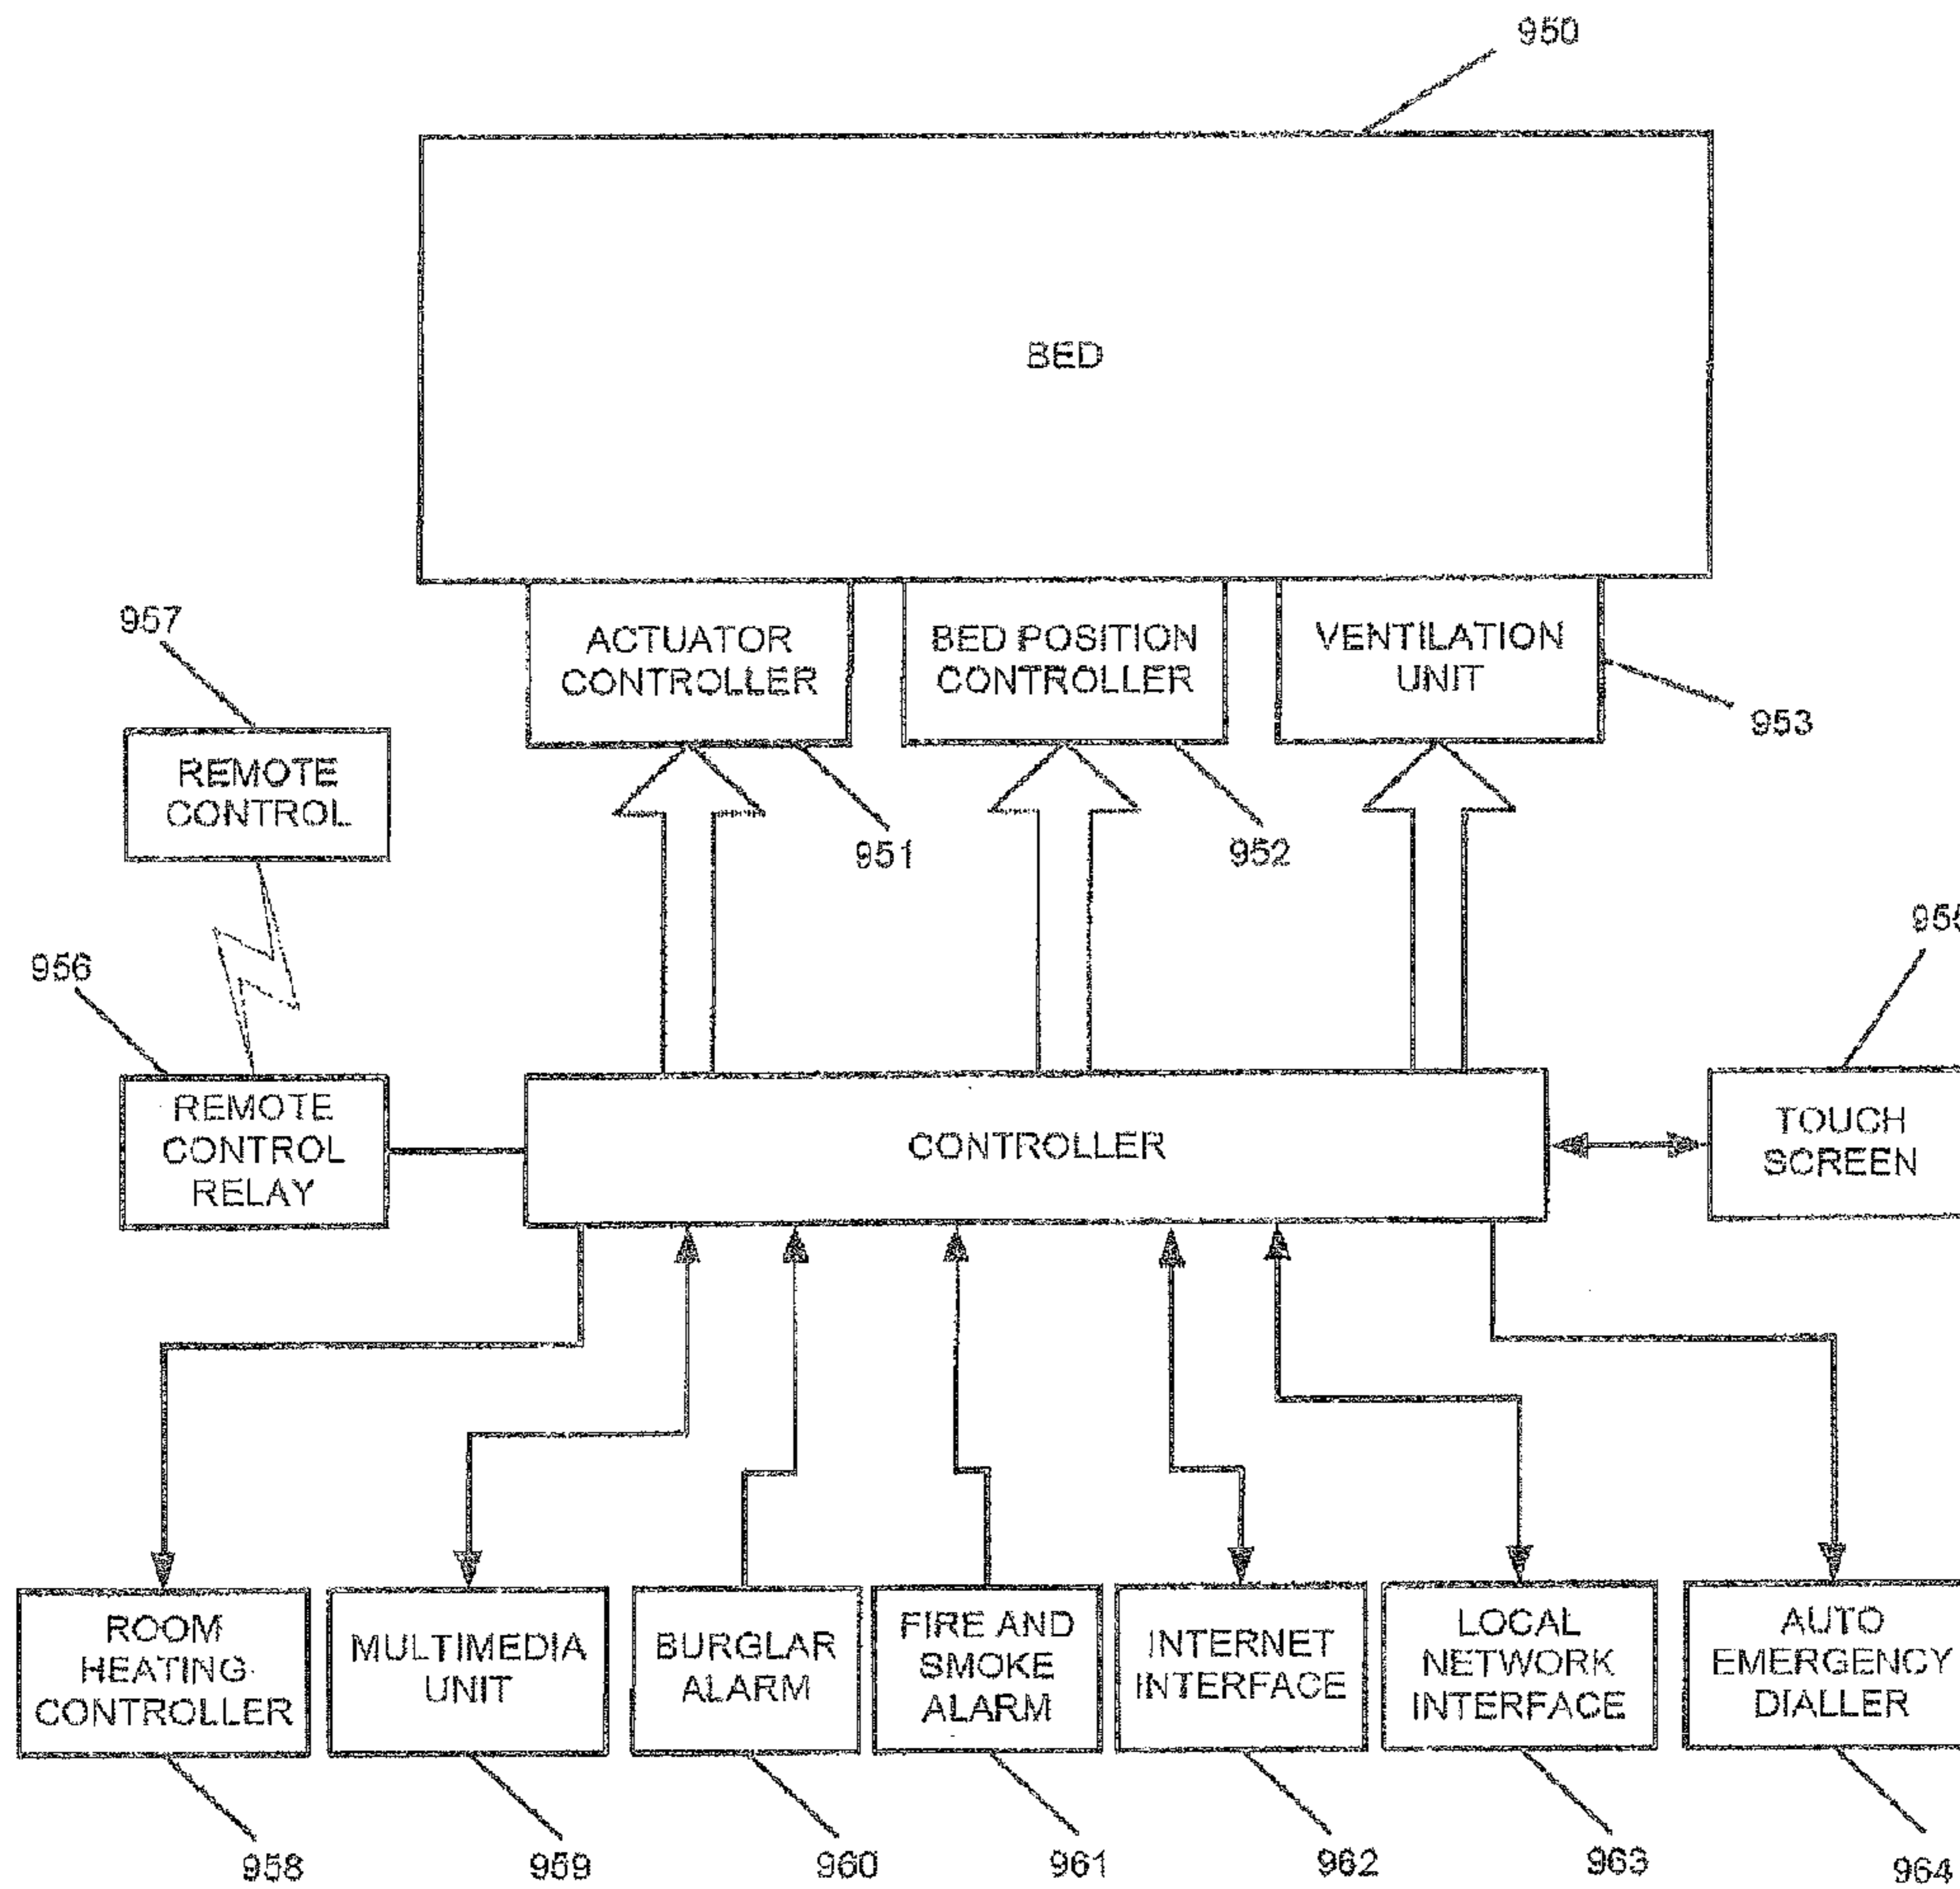 950
BED
ACTUATOR
CONTROLLER
BED POSITION
CONTROLLER
VENTILATION
UNIT
957
953
REMOTE
CONTROL
951
952
955
956
REMOTE
CONTROL
RELAY
CONTROLLER
TOUCH
SCREEN
ROOM
HEATING
CONTROLLER
MULTIMEDIA
UNIT
BURGLAR
ALARM
FIRE AND
SMOKE
ALARM
INTERNET
INTERFACE
LOCAL
NETWORK
INTERFACE
AUTO
EMERGENCY
DIALLER
958
959
960
961
962
963
964